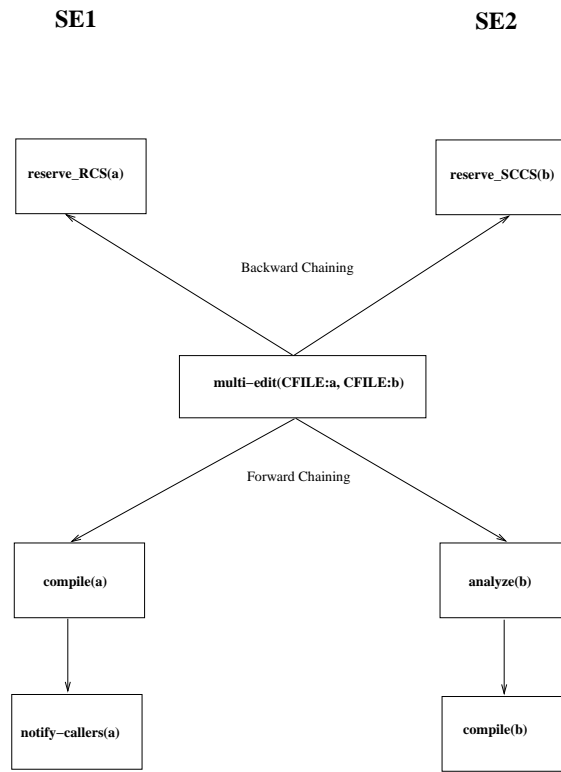 SE1
SE2
reserve_RCS(a)
reserve_SCCS(b)
Backward Chaining
multi−edit(CFILE:a, CFILE:b)
Forward Chaining
compile(a)
analyze(b)
notify−callers(a)
compile(b)